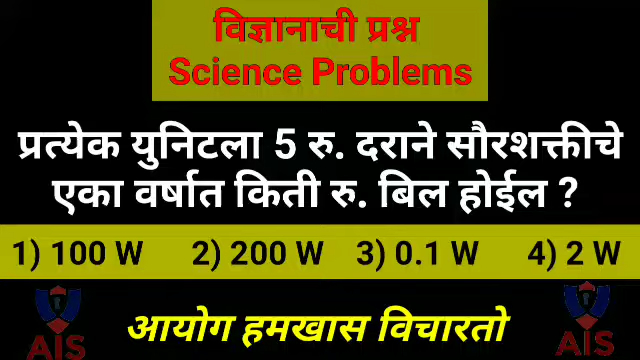 विज्ञानाची प्रश्न
Science Problems
प्रत्येक युनिटला 5 रु. दराने सौरशक्तीचे
एका वर्षात किती रु. बिल होईल ?
1) 100 W 2) 200 W 3) 0.1 W 4) 2 W
आयोग हमखास विचारतो
AIS AIS